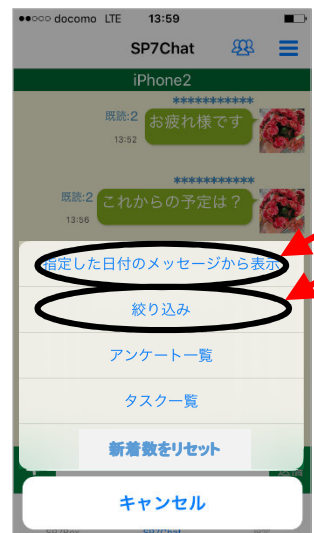 docomo LTE 13:59
SP7Chat
iPhone2
***********
既読:2 お疲れ様です
13:52
***********
既読:2 これからの予定は？
13:56
指定した日付のメッセージから表示
絞り込み
アンケート一覧
タスク一覧
新着数をリセット
キャンセル
SP7Chat